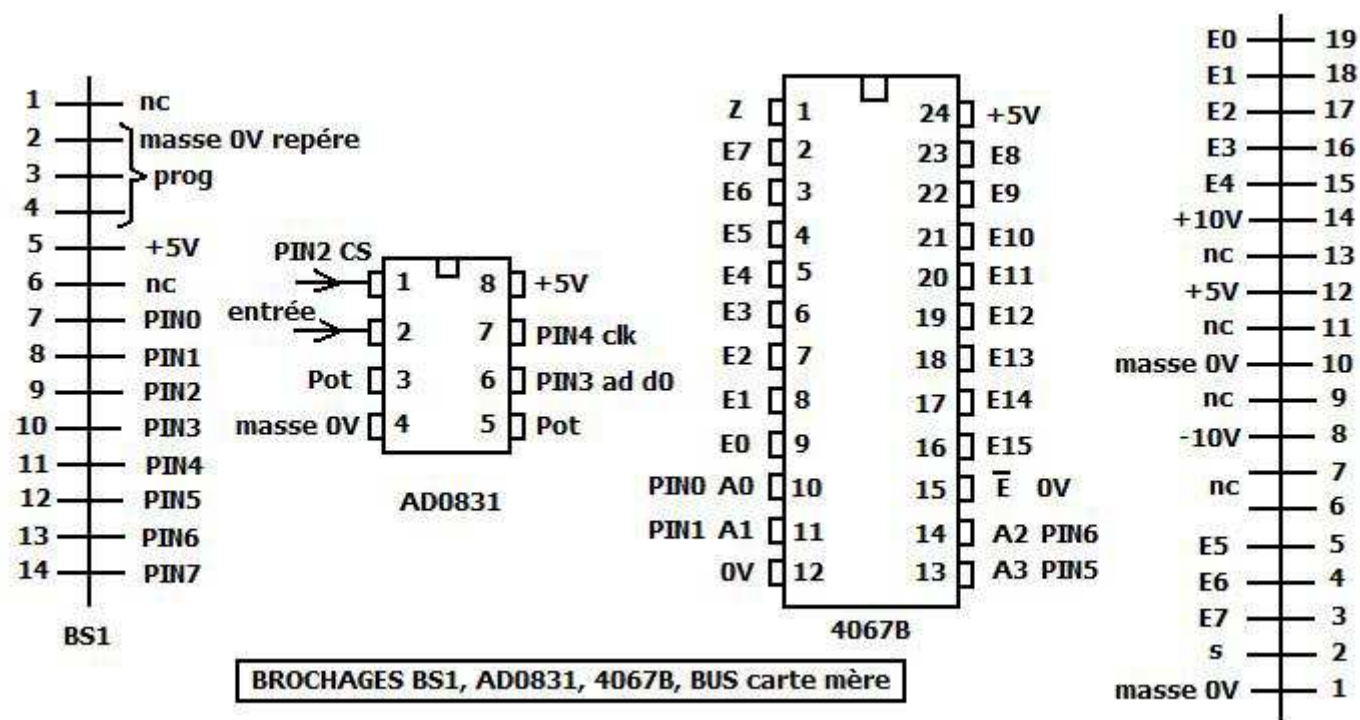 1 nc
2 masse 0V repére
3 prog
4
5 +5V
6 nc
7 PIN0
8 PIN1
9 PIN2
10 PIN3
11 PIN4
12 PIN5
13 PIN6
14 PIN7
BS1
PIN2 CS 1 8 +5V
entrée 2 7 PIN4 clk
Pot 3 6 PIN3 ad d0
masse 0V 4 5 Pot
AD0831
Z 1 24 +5V
E7 2 23 E8
E6 3 22 E9
E5 4 21 E10
E4 5 20 E11
E3 6 19 E12
E2 7 18 E13
E1 8 17 E14
E0 9 16 E15
PIN0 A0 10 15 E̅ 0V
PIN1 A1 11 14 A2 PIN6
0V 12 13 A3 PIN5
4067B
E0 19
E1 18
E2 17
E3 16
E4 15
+10V 14
nc 13
+5V 12
nc 11
masse 0V 10
nc 9
-10V 8
nc 7
6
E5 5
E6 4
E7 3
s 2
masse 0V 1
BROCHAGES BS1, AD0831, 4067B, BUS carte mère